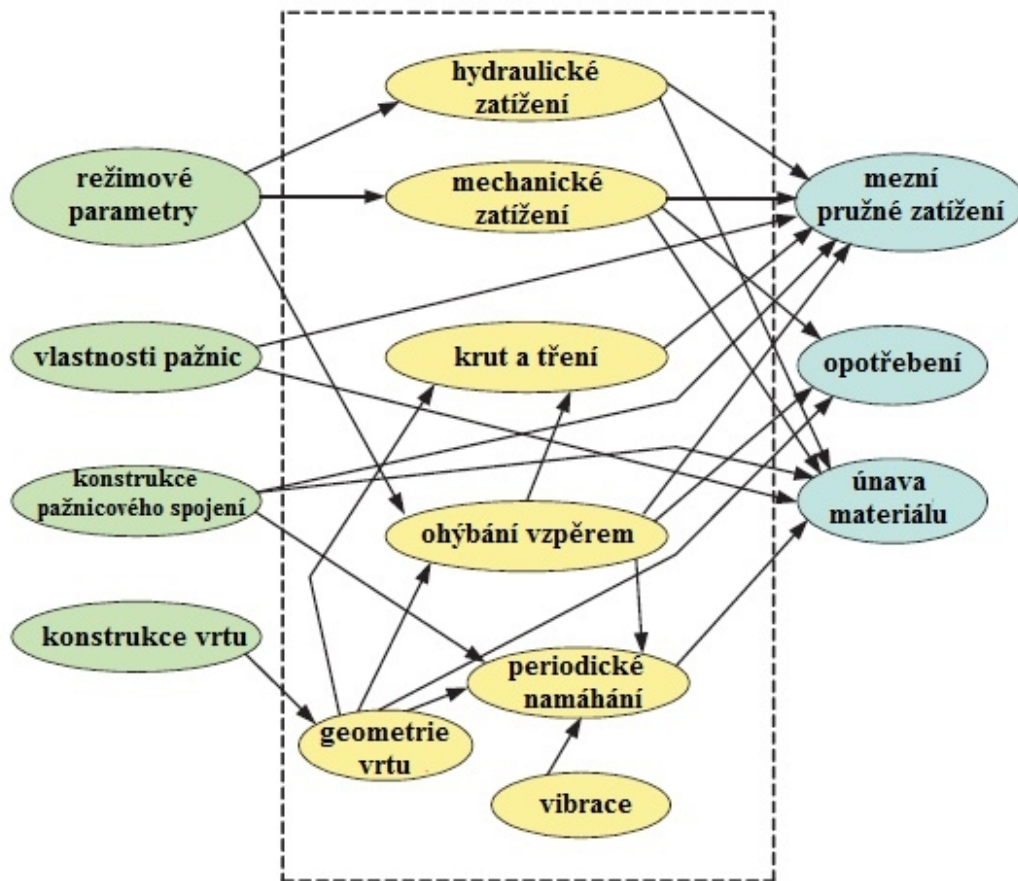 hydraulické
zatížení
režimové
parametry
mechanické
zatížení
mezní
pružné zatížení
vlastnosti pažnic
krut a tření
opotřebení
konstrukce
pažnicového spojení
ohýbání vzpěrem
únava
materiálu
konstrukce vrtu
periodické
namáhání
geometrie
vrtu
vibrace